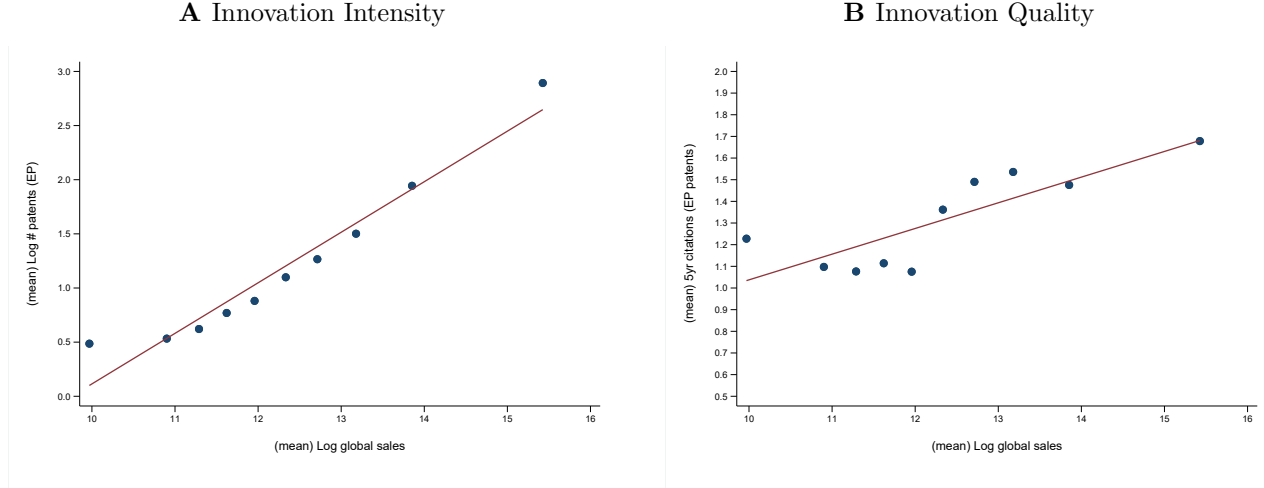 A Innovation Intensity
3.0
2.5
2.0
1.5
1.0
0.5
0.0
(mean) Log # patents (EP)
10 11 12 13 14 15 16
(mean) Log global sales
B Innovation Quality
2.0
1.9
1.8
1.7
1.6
1.5
1.4
1.3
1.2
1.1
1.0
0.9
0.8
0.7
0.6
0.5
(mean) 5yr citations (EP patents)
10 11 12 13 14 15 16
(mean) Log global sales